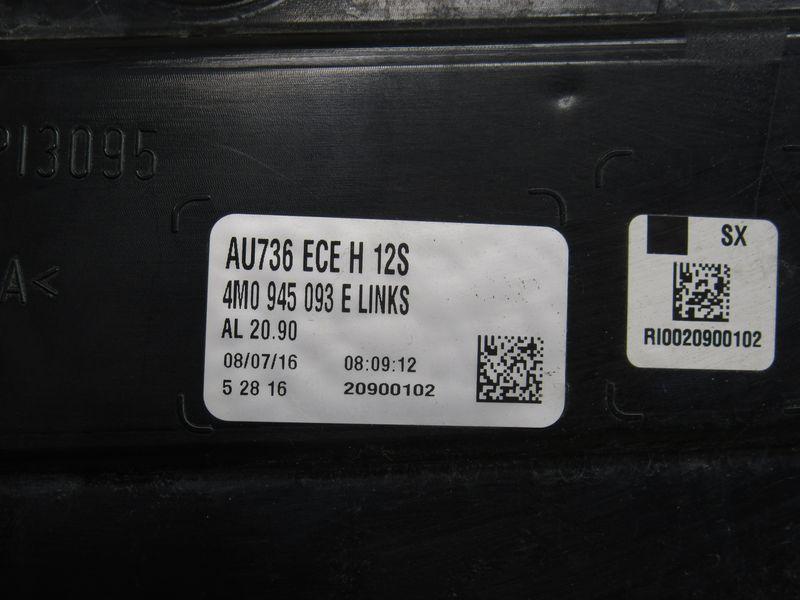 PI3095
A<
AU736 ECE H 12S
4M0 945 093 E LINKS
AL 20.90
08/07/16 08:09:12
5 28 16 20900102
SX
RI0020900102